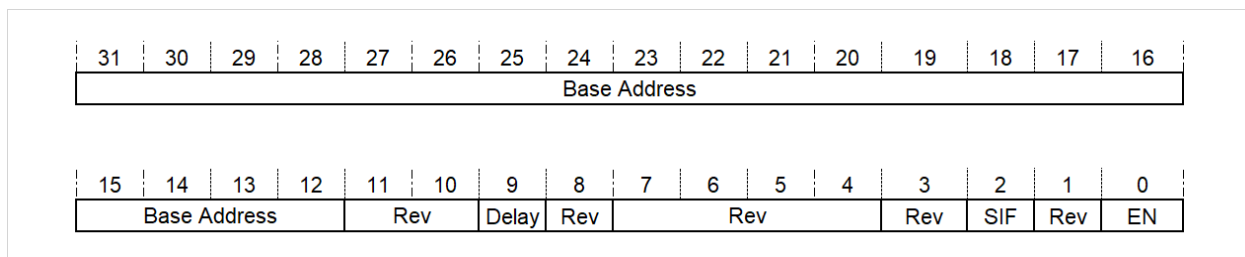 31 30 29 28 27 26 25 24 23 22 21 20 19 18 17 16
Base Address
15 14 13 12 11 10 9 8 7 6 5 4 3 2 1 0
Base Address Rev Delay Rev Rev Rev SIF Rev EN